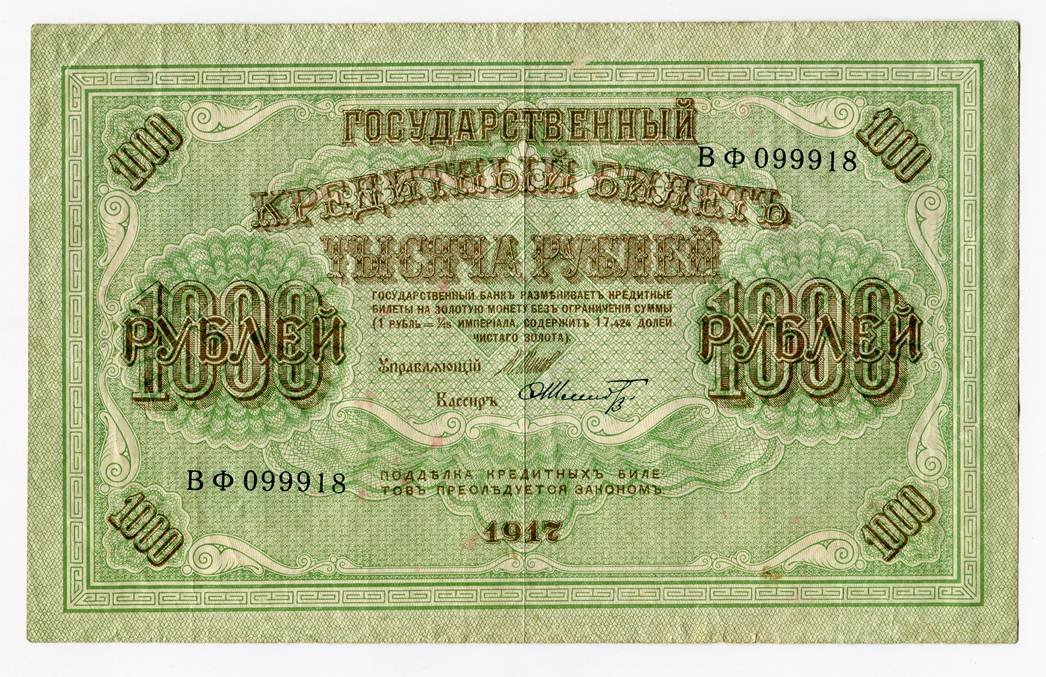 1000
1000
ГОСУДАРСТВЕННЫЙ
ВФ 099918
КРЕДИТНЫЙ БИЛЕТЪ
ТЫСЯЧА РУБЛЕЙ
ГОСУДАРСТВЕННЫЙ БАНКЪ РАЗМѢНИВАЕТЪ КРЕДИТНЫЕ
БИЛЕТЫ НА ЗОЛОТУЮ МОНЕТУ БЕЗЪ ОГРАНИЧЕНІЯ СУММЫ
(1 РУБЛЬ = 1/15 ИМПЕРІАЛА, СОДЕРЖИТЪ 17,424 ДОЛЕЙ
ЧИСТАГО ЗОЛОТА).
1000
РУБЛЕЙ
1000
РУБЛЕЙ
Управляющій
Кассиръ
ВФ 099918
ПОДДѢЛКА КРЕДИТНЫХЪ БИЛЕ
ТОВЪ ПРЕСЛѢДУЕТСЯ ЗАКОНОМЪ
1917
1000
1000